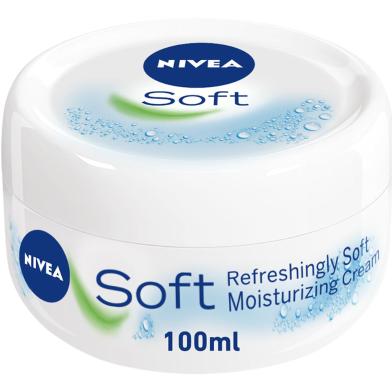 NIVEA
Soft
NIVEA
Soft
Refreshingly Soft
Moisturizing Cream
100ml